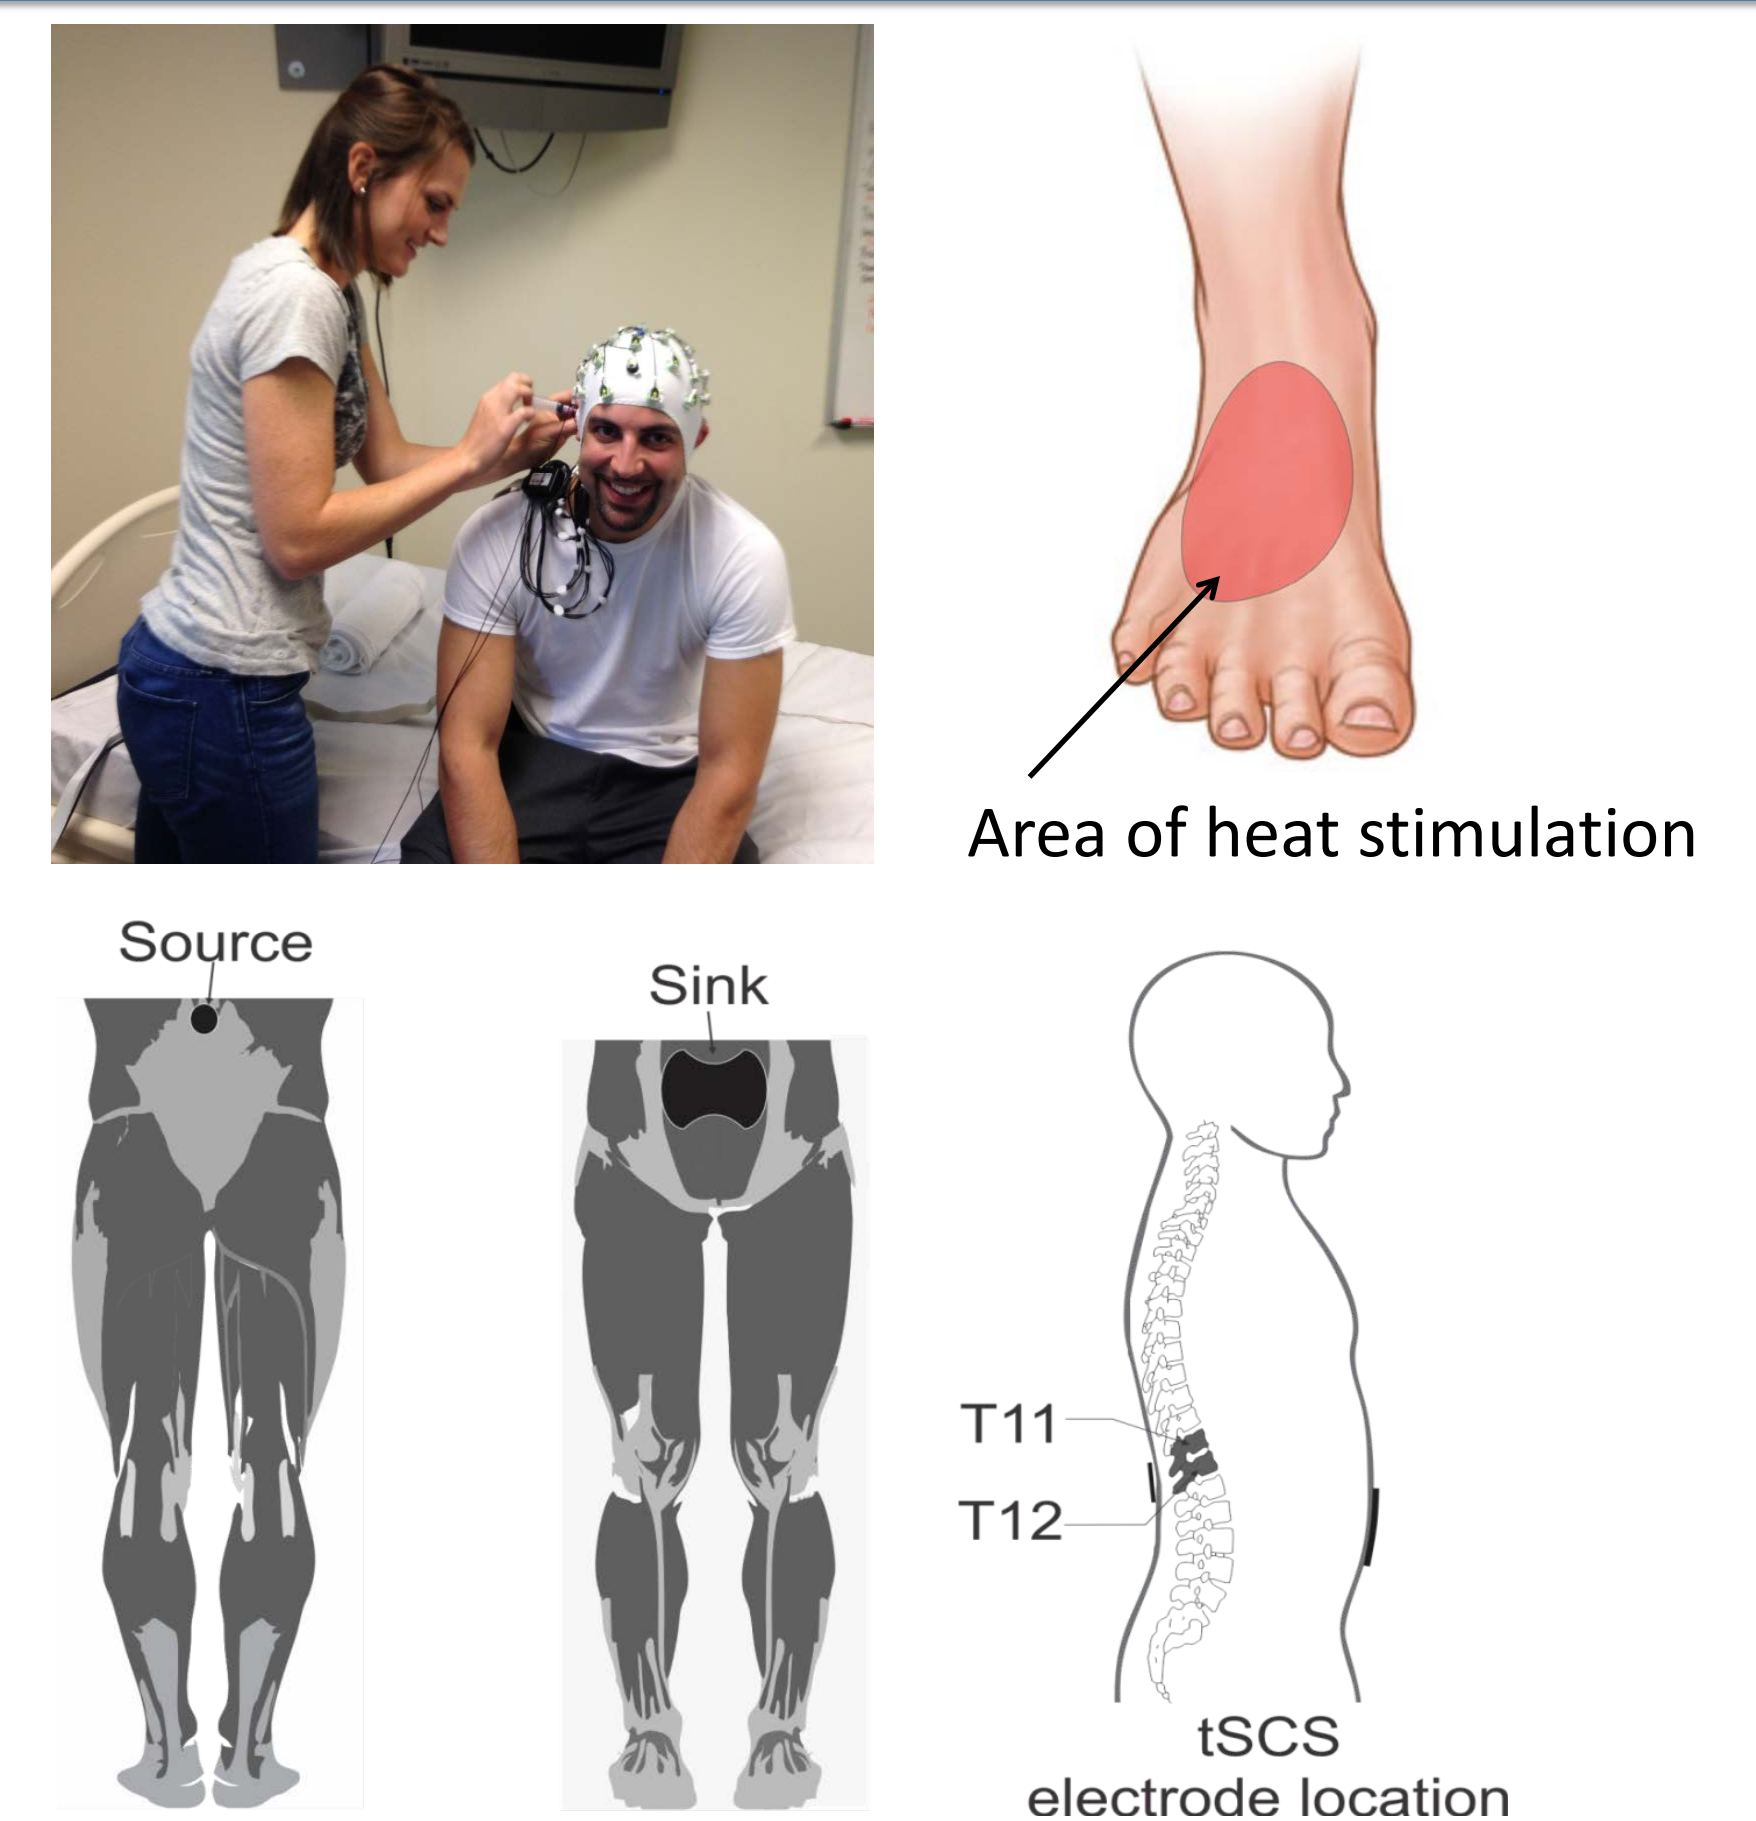 Area of heat stimulation
Source
Sink
T11
T12
tSCS
electrode location